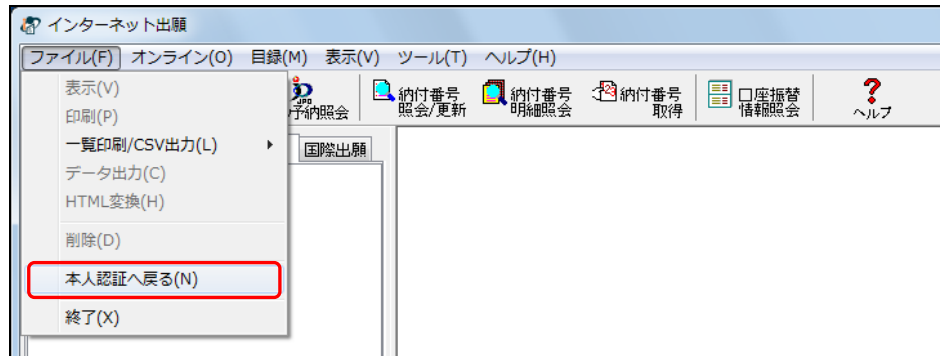 インターネット出願
ファイル(F) オンライン(O) 目録(M) 表示(V) ツール(T) ヘルプ(H)
表示(V)
印刷(P)
一覧印刷/CSV出力(L)
データ出力(C)
HTML変換(H)
削除(D)
本人認証へ戻る(N)
終了(X)
JPO
予納照会
納付番号
照会/更新
納付番号
明細照会
納付番号
取得
口座振替
情報照会
ヘルプ
国際出願